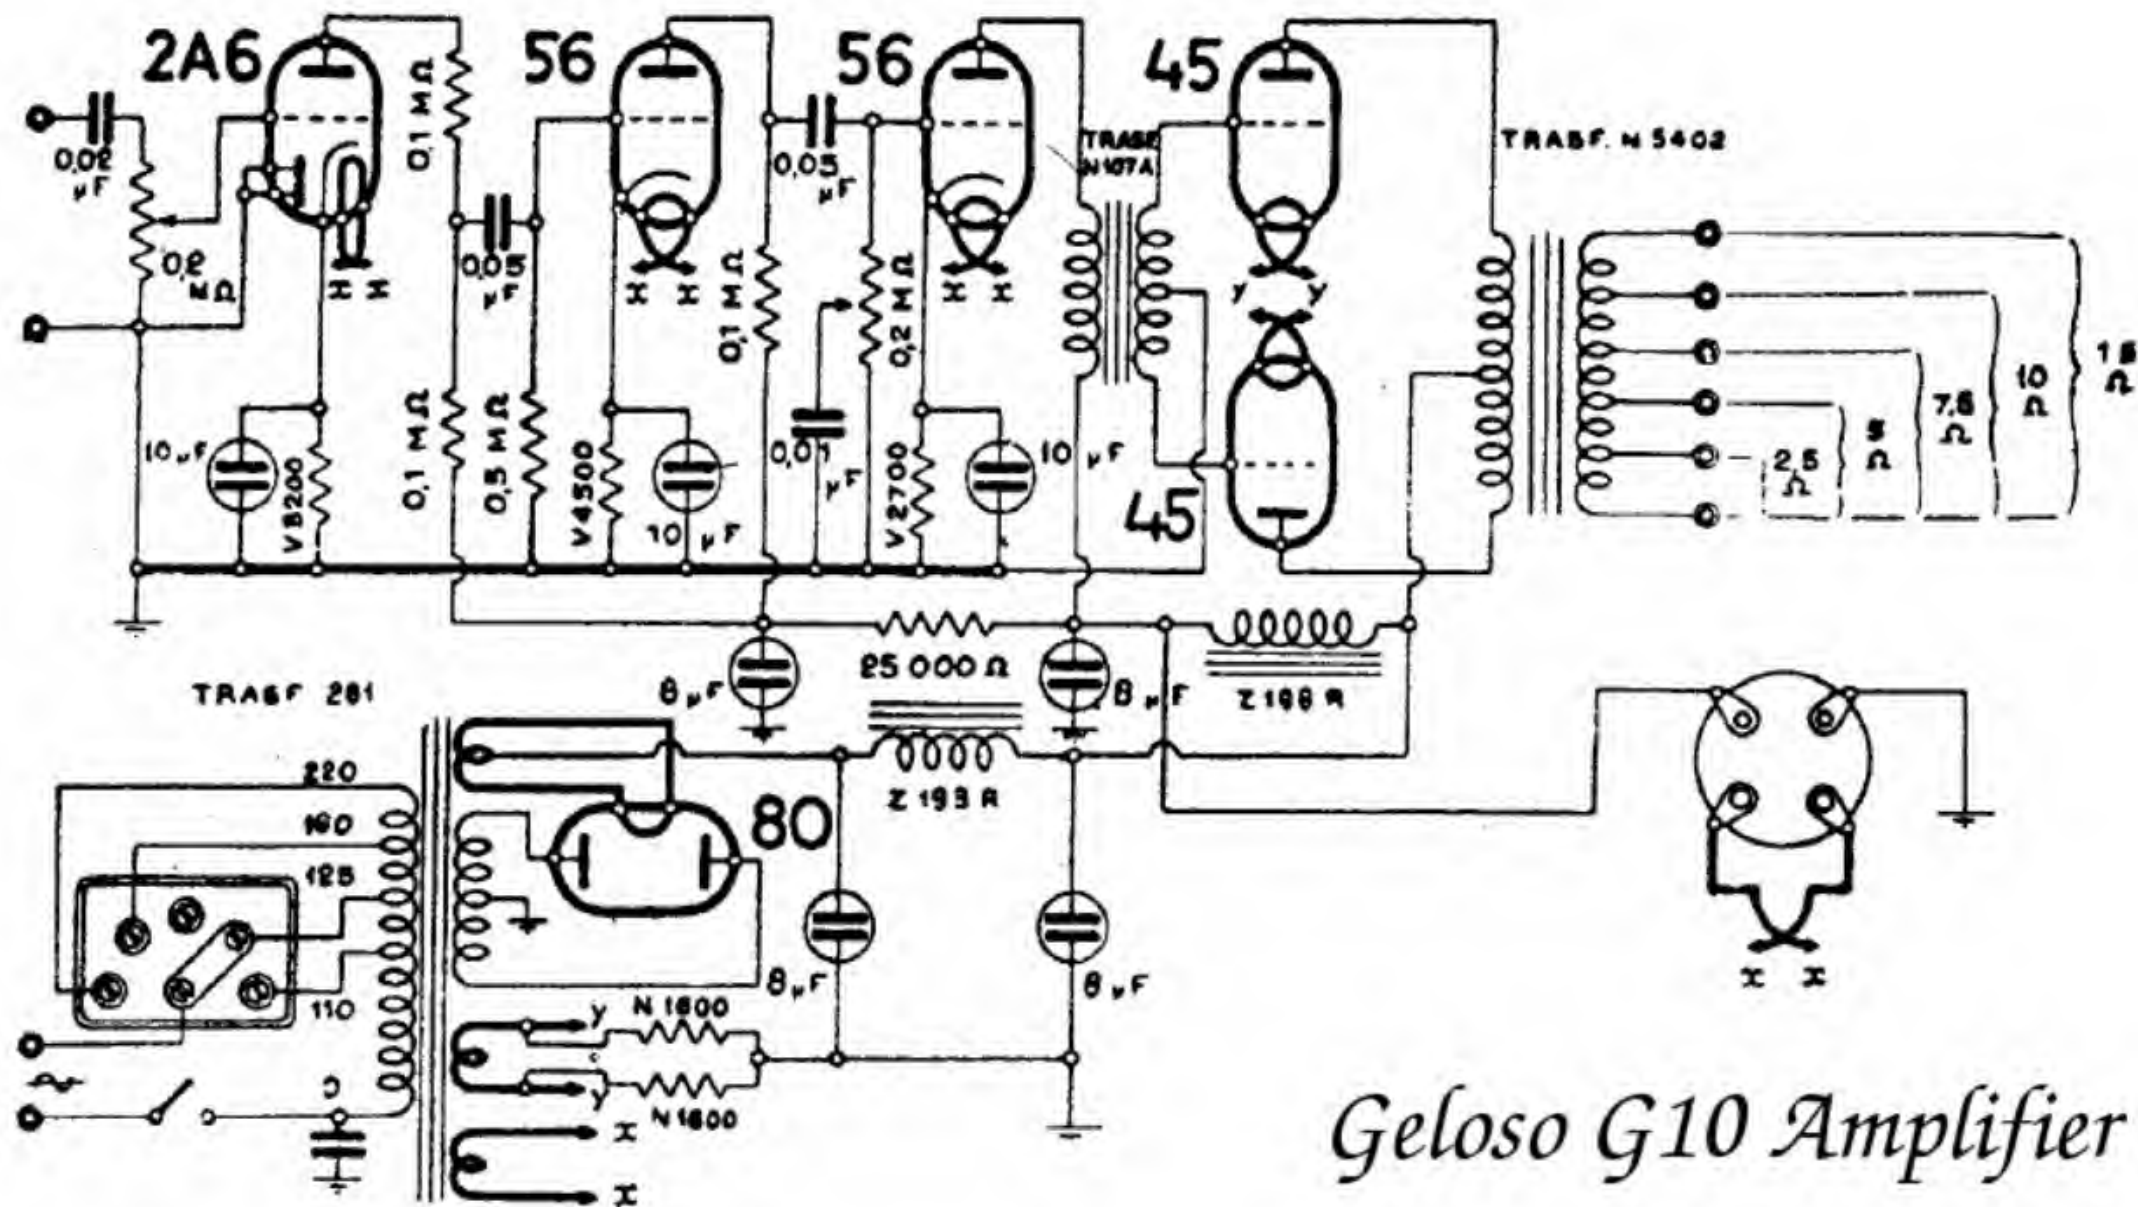 2A6
56
56
45
0,1 MΩ
TRASF. N 5402
TRASF
N107A
0,02
μF
0,05
μF
0,2
MΩ
0,05
μF
x x
x x
x x
y y
0,1 MΩ
0,2 MΩ
15
Ω
10
Ω
7,5
Ω
5
Ω
2,5
Ω
10 μF
0,1 MΩ
0,5 MΩ
V 4500
10 μF
0,01
μF
V 2700
10 μF
45
25 000 Ω
8 μF
8 μF
Z 198 R
TRASF 281
220
160
125
110
80
Z 193 R
8 μF
8 μF
x x
y
N 1600
y
N 1600
x
x
Geloso G10 Amplifier